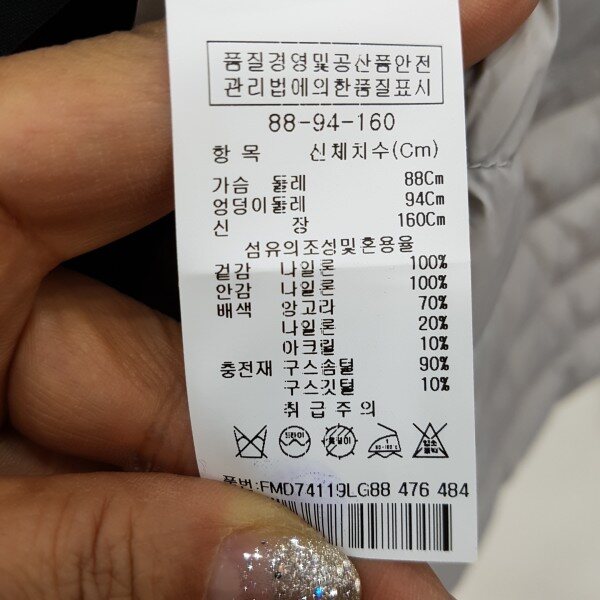 품질경영및공산품안전
관리법에의한품질표시
88-94-160
항 목 신체치수(Cm)
가슴 둘레 88Cm
엉덩이둘레 94Cm
신 장 160Cm
섬유의조성및혼용율
겉감 나일론 100%
안감 나일론 100%
배색 앙고라 70%
나일론 20%
아크릴 10%
충전재 구스솜털 90%
구스깃털 10%
취급주의
드라이
품번:FMD74119LG88 476 484